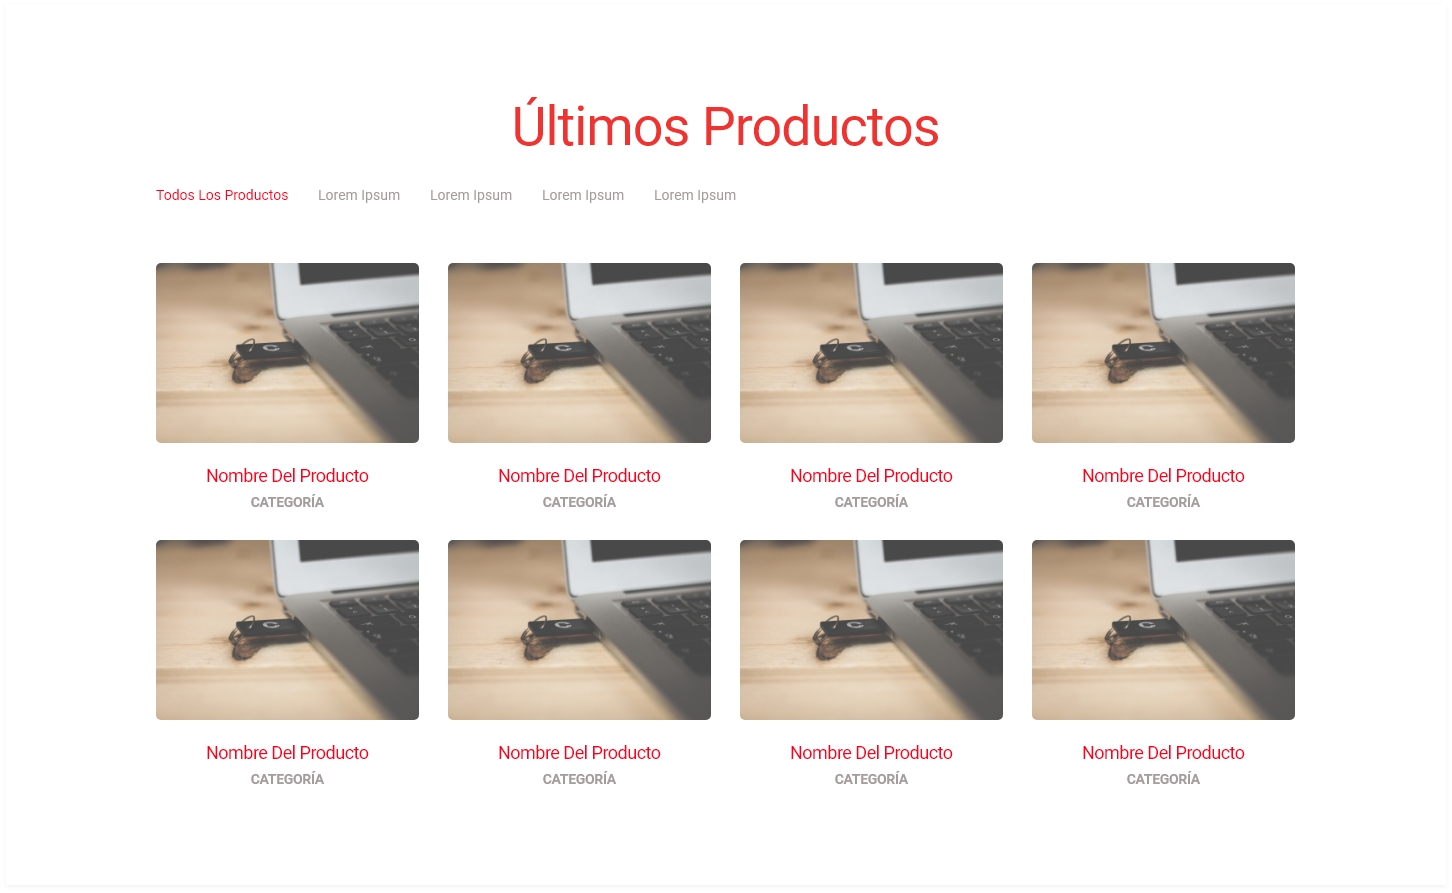 Últimos Productos
Todos Los Productos Lorem Ipsum Lorem Ipsum Lorem Ipsum Lorem Ipsum
Nombre Del Producto Nombre Del Producto Nombre Del Producto Nombre Del Producto
CATEGORÍA CATEGORÍA CATEGORÍA CATEGORÍA
Nombre Del Producto Nombre Del Producto Nombre Del Producto Nombre Del Producto
CATEGORÍA CATEGORÍA CATEGORÍA CATEGORÍA